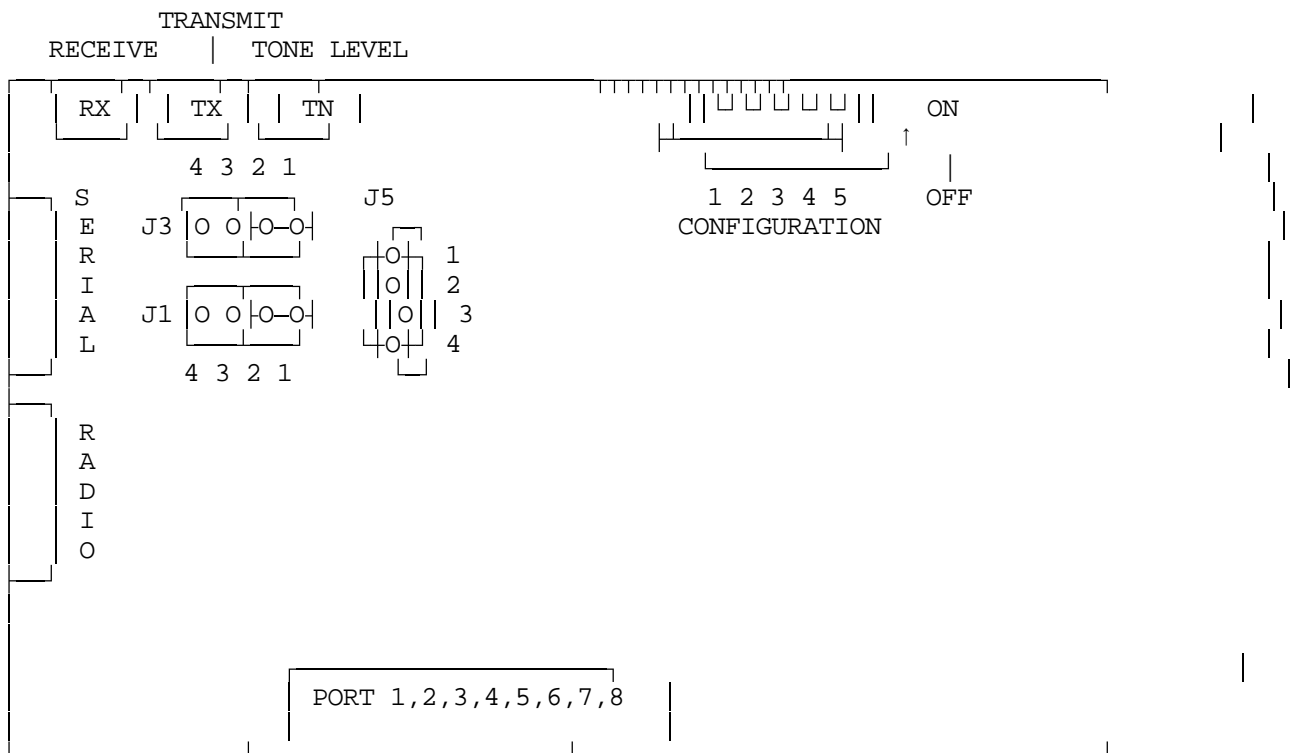 TRANSMIT
RECEIVE | TONE LEVEL
RX TX TN ON
↑
4 3 2 1
S J5 1 2 3 4 5 OFF
E J3 O O O-O CONFIGURATION
R O 1
I O 2
A J1 O O O-O O 3
L O 4
4 3 2 1
R
A
D
I
O
PORT 1,2,3,4,5,6,7,8